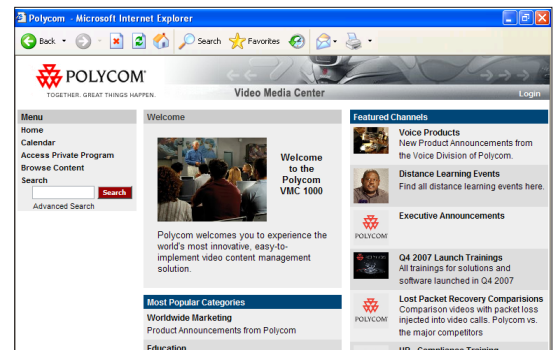 Polycom - Microsoft Internet Explorer
Back
Search
Favorites
POLYCOM
TOGETHER. GREAT THINGS HAPPEN.
Video Media Center
Login
Menu
Home
Calendar
Access Private Program
Browse Content
Search
Search
Advanced Search
Welcome
Welcome
to the
Polycom
VMC 1000
Polycom welcomes you to experience the
world's most innovative, easy-to-
implement video content management
solution.
Most Popular Categories
Worldwide Marketing
Product Announcements from Polycom
Education
Featured Channels
Voice Products
New Product Announcements from
the Voice Division of Polycom.
Distance Learning Events
Find all distance learning events here.
POLYCOM
Executive Announcements
Q4 2007 Launch Trainings
All trainings for solutions and
software launched in Q4 2007
POLYCOM
Lost Packet Recovery Comparisions
Comparison videos with packet loss
injected into video calls. Polycom vs.
the major competitors
HR - Compliance Training